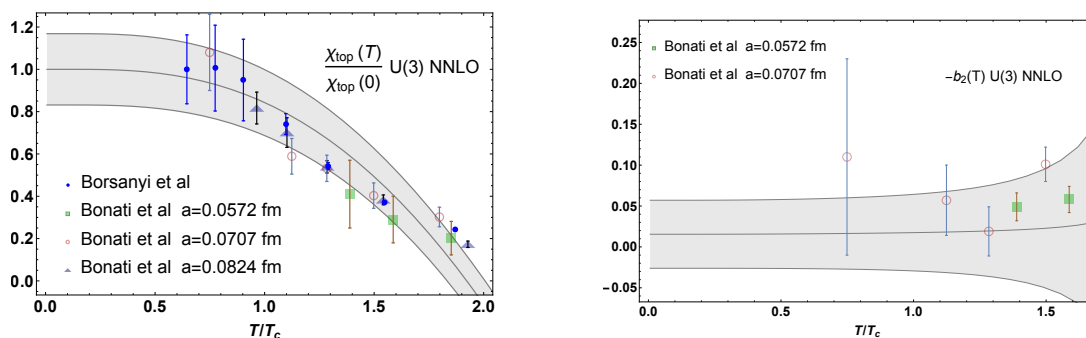 1.2
1.0
0.8
0.6
0.4
0.2
0.0
χtop(T)
χtop(0)
U(3) NNLO
Borsanyi et al
Bonati et al a=0.0572 fm
Bonati et al a=0.0707 fm
Bonati et al a=0.0824 fm
0.0 0.5 1.0 1.5 2.0
T/Tc
0.25
0.20
0.15
0.10
0.05
0.00
-0.05
Bonati et al a=0.0572 fm
Bonati et al a=0.0707 fm
-b2(T) U(3) NNLO
0.0 0.5 1.0 1.5
T/Tc